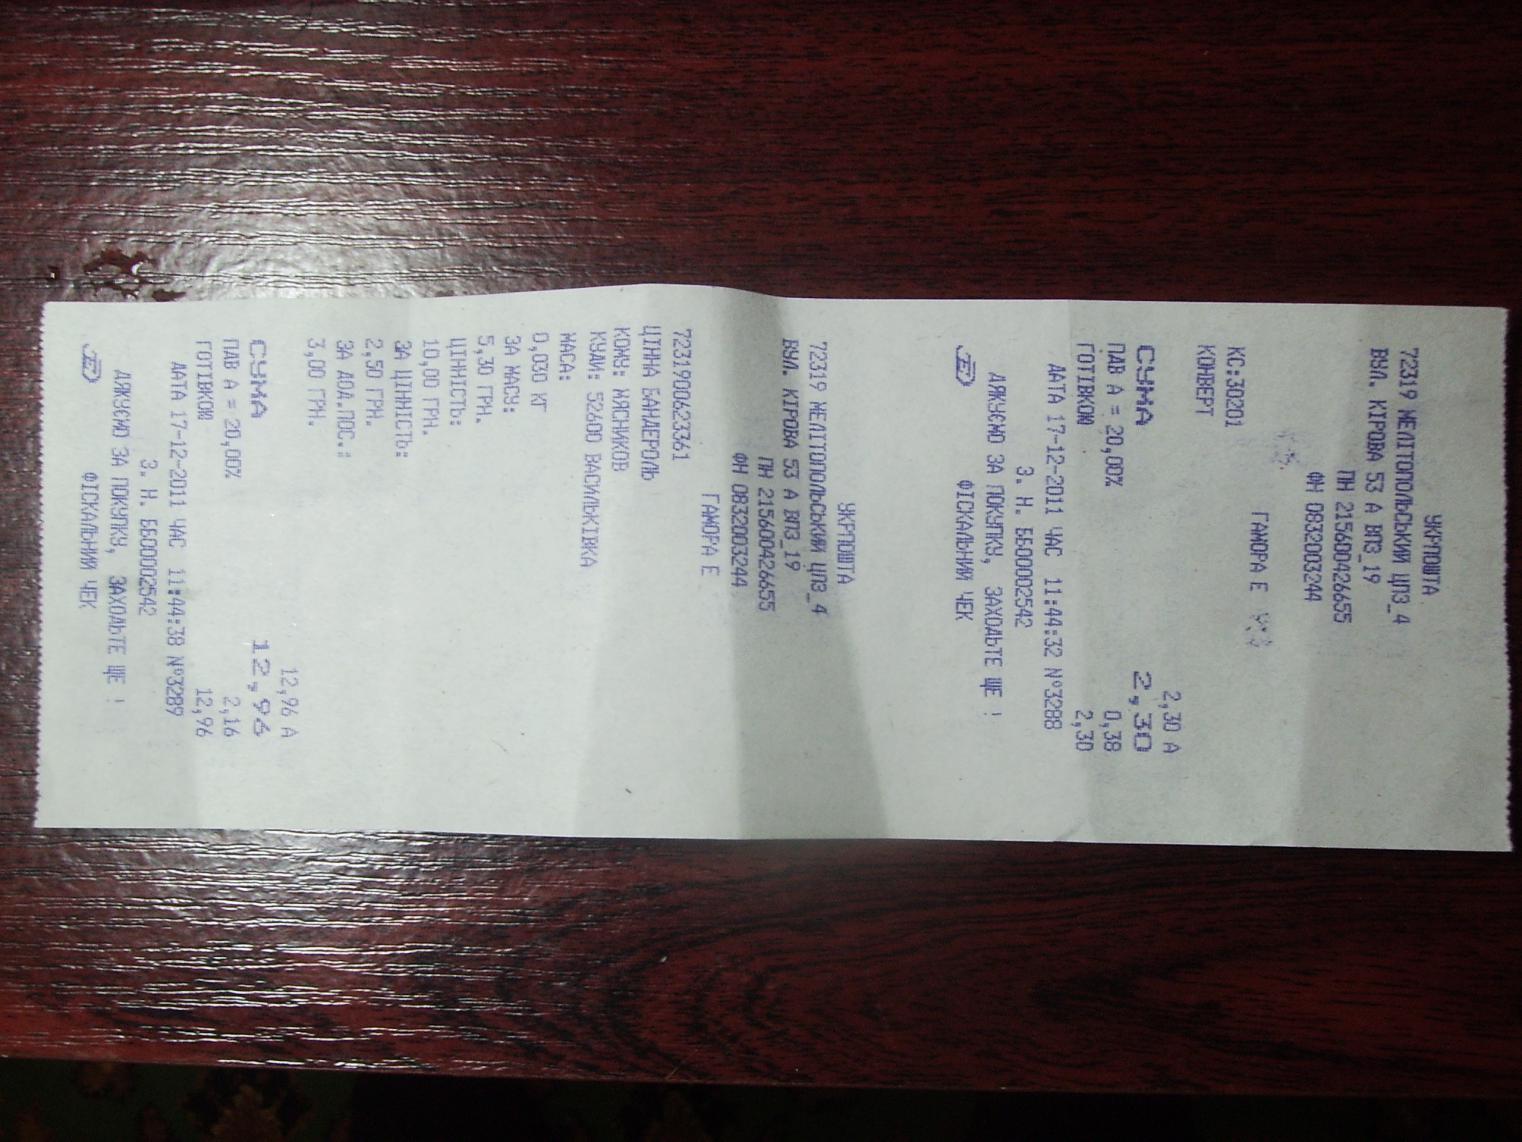 УКРПОШТА
72319 МЕЛІТОПОЛЬСЬКИЙ ЦПЗ_4
ВУЛ. КІРОВА 53 А ВПЗ_19
ПН 215600426655
ФН 0832003244
ГАМОРА Е
КС:30201
КОНВЕРТ
2,30 А
СУМА 2,30
ПДВ А = 20,00% 0,38
ГОТІВКОЮ 2,30
ДАТА 17-12-2011 ЧАС 11:44:32 №3288
З. Н. ББ00002542
ДЯКУЄМО ЗА ПОКУПКУ, ЗАХОДЬТЕ ЩЕ !
ФІСКАЛЬНИЙ ЧЕК
УКРПОШТА
72319 МЕЛІТОПОЛЬСЬКИЙ ЦПЗ_4
ВУЛ. КІРОВА 53 А ВПЗ_19
ПН 215600426655
ФН 0832003244
ГАМОРА Е
7231900623361
ЦІННА БАНДЕРОЛЬ
КОМУ: МЯСНИКОВ
КУДИ: 52600 ВАСИЛЬКІВКА
МАСА:
0,030 КГ
ЗА МАСУ:
5,30 ГРН.
ЦІННІСТЬ:
10,00 ГРН.
ЗА ЦІННІСТЬ:
2,50 ГРН.
ЗА ДОД.ПОС.:
3,00 ГРН.
12,96 А
СУМА 12,96
ПДВ А = 20,00% 2,16
ГОТІВКОЮ 12,96
ДАТА 17-12-2011 ЧАС 11:44:38 №3289
З. Н. ББ00002542
ДЯКУЄМО ЗА ПОКУПКУ, ЗАХОДЬТЕ ЩЕ !
ФІСКАЛЬНИЙ ЧЕК